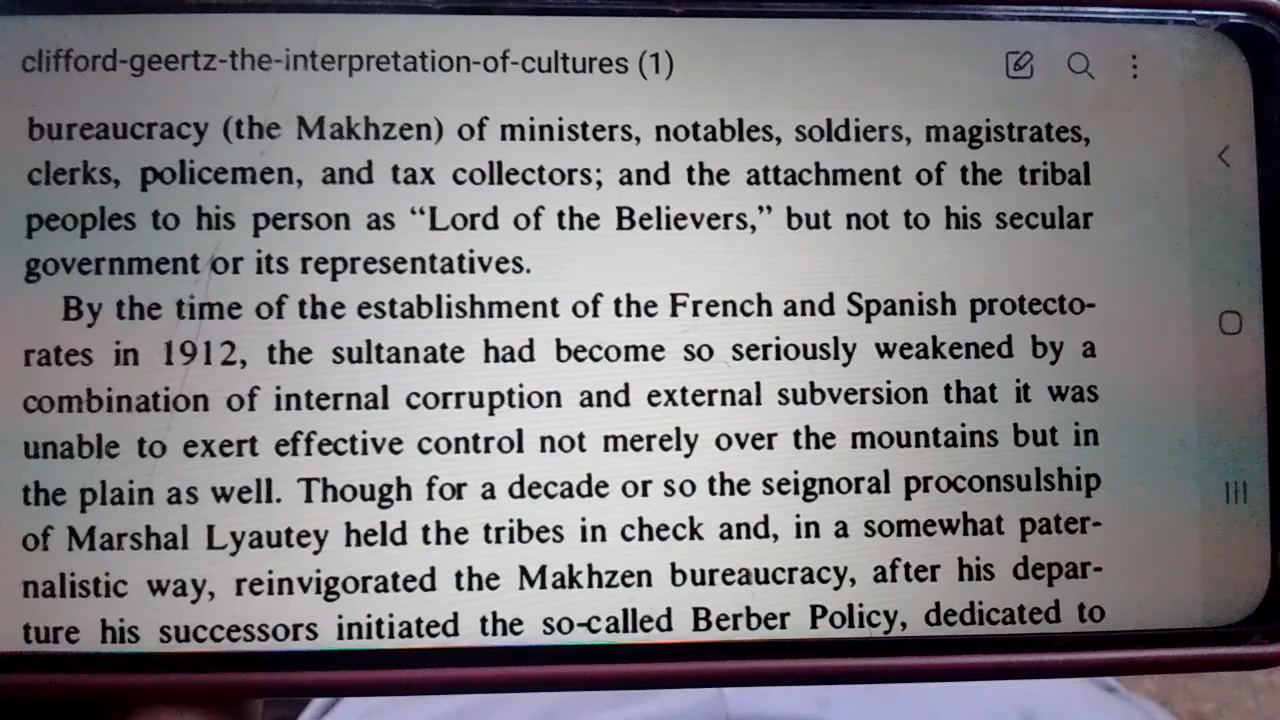 clifford-geertz-the-interpretation-of-cultures (1)
bureaucracy (the Makhzen) of ministers, notables, soldiers, magistrates,
clerks, policemen, and tax collectors; and the attachment of the tribal
peoples to his person as “Lord of the Believers,” but not to his secular
government or its representatives.
By the time of the establishment of the French and Spanish protecto-
rates in 1912, the sultanate had become so seriously weakened by a
combination of internal corruption and external subversion that it was
unable to exert effective control not merely over the mountains but in
the plain as well. Though for a decade or so the seignoral proconsulship
of Marshal Lyautey held the tribes in check and, in a somewhat pater-
nalistic way, reinvigorated the Makhzen bureaucracy, after his depar-
ture his successors initiated the so-called Berber Policy, dedicated to